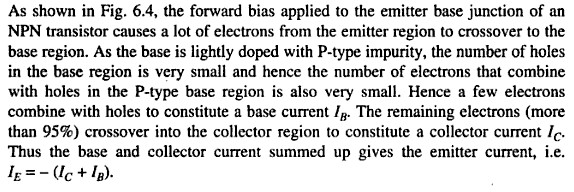 As shown in Fig. 6.4, the forward bias applied to the emitter base junction of an
NPN transistor causes a lot of electrons from the emitter region to crossover to the
base region. As the base is lightly doped with P-type impurity, the number of holes
in the base region is very small and hence the number of electrons that combine
with holes in the P-type base region is also very small. Hence a few electrons
combine with holes to constitute a base current I_B. The remaining electrons (more
than 95%) crossover into the collector region to constitute a collector current I_C.
Thus the base and collector current summed up gives the emitter current, i.e.
I_E = – (I_C + I_B).